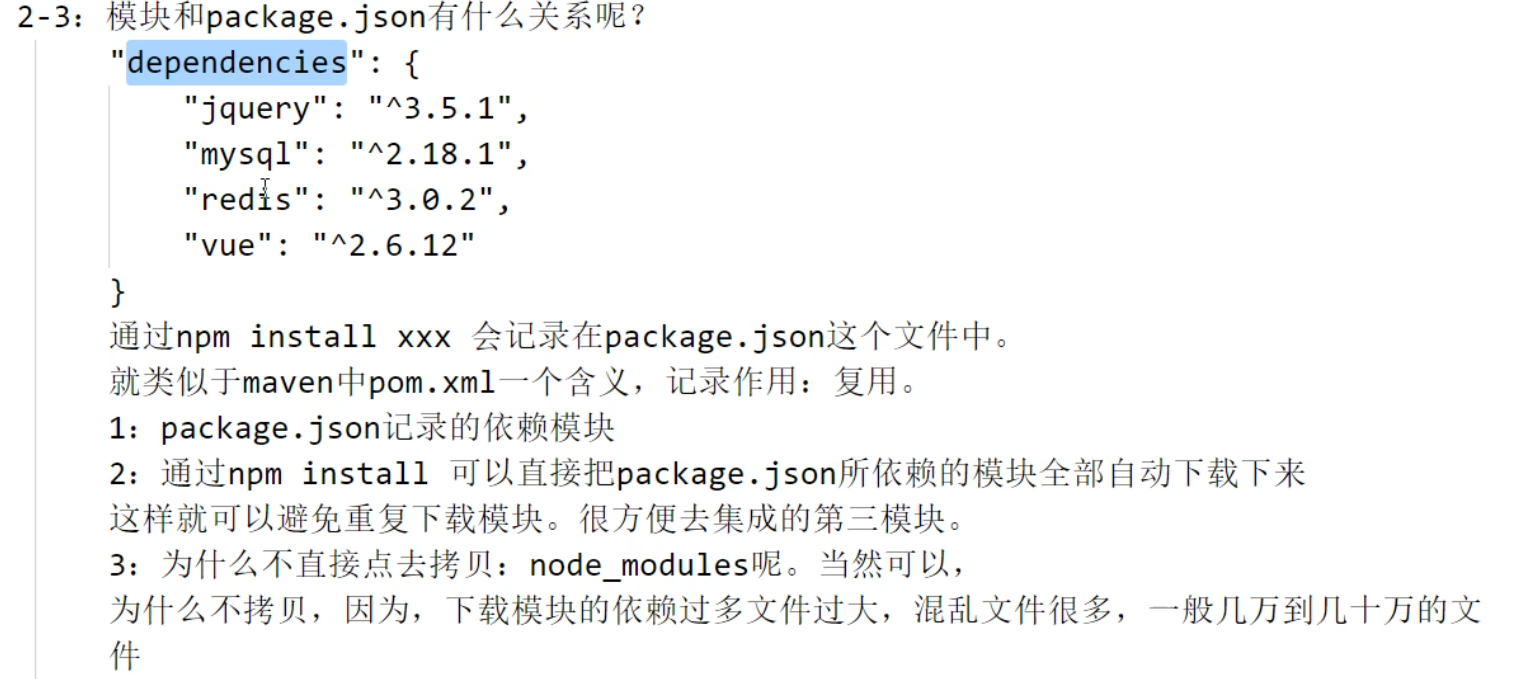 2-3：模块和package.json有什么关系呢？
"dependencies": {
"jquery": "^3.5.1",
"mysql": "^2.18.1",
"redis": "^3.0.2",
"vue": "^2.6.12"
}
通过npm install xxx 会记录在package.json这个文件中。
就类似于maven中pom.xml一个含义，记录作用：复用。
1：package.json记录的依赖模块
2：通过npm install 可以直接把package.json所依赖的模块全部自动下载下来
这样就可以避免重复下载模块。很方便去集成的第三模块。
3：为什么不直接点去拷贝：node_modules呢。当然可以，
为什么不拷贝，因为，下载模块的依赖过多文件过大，混乱文件很多，一般几万到几十万的文
件